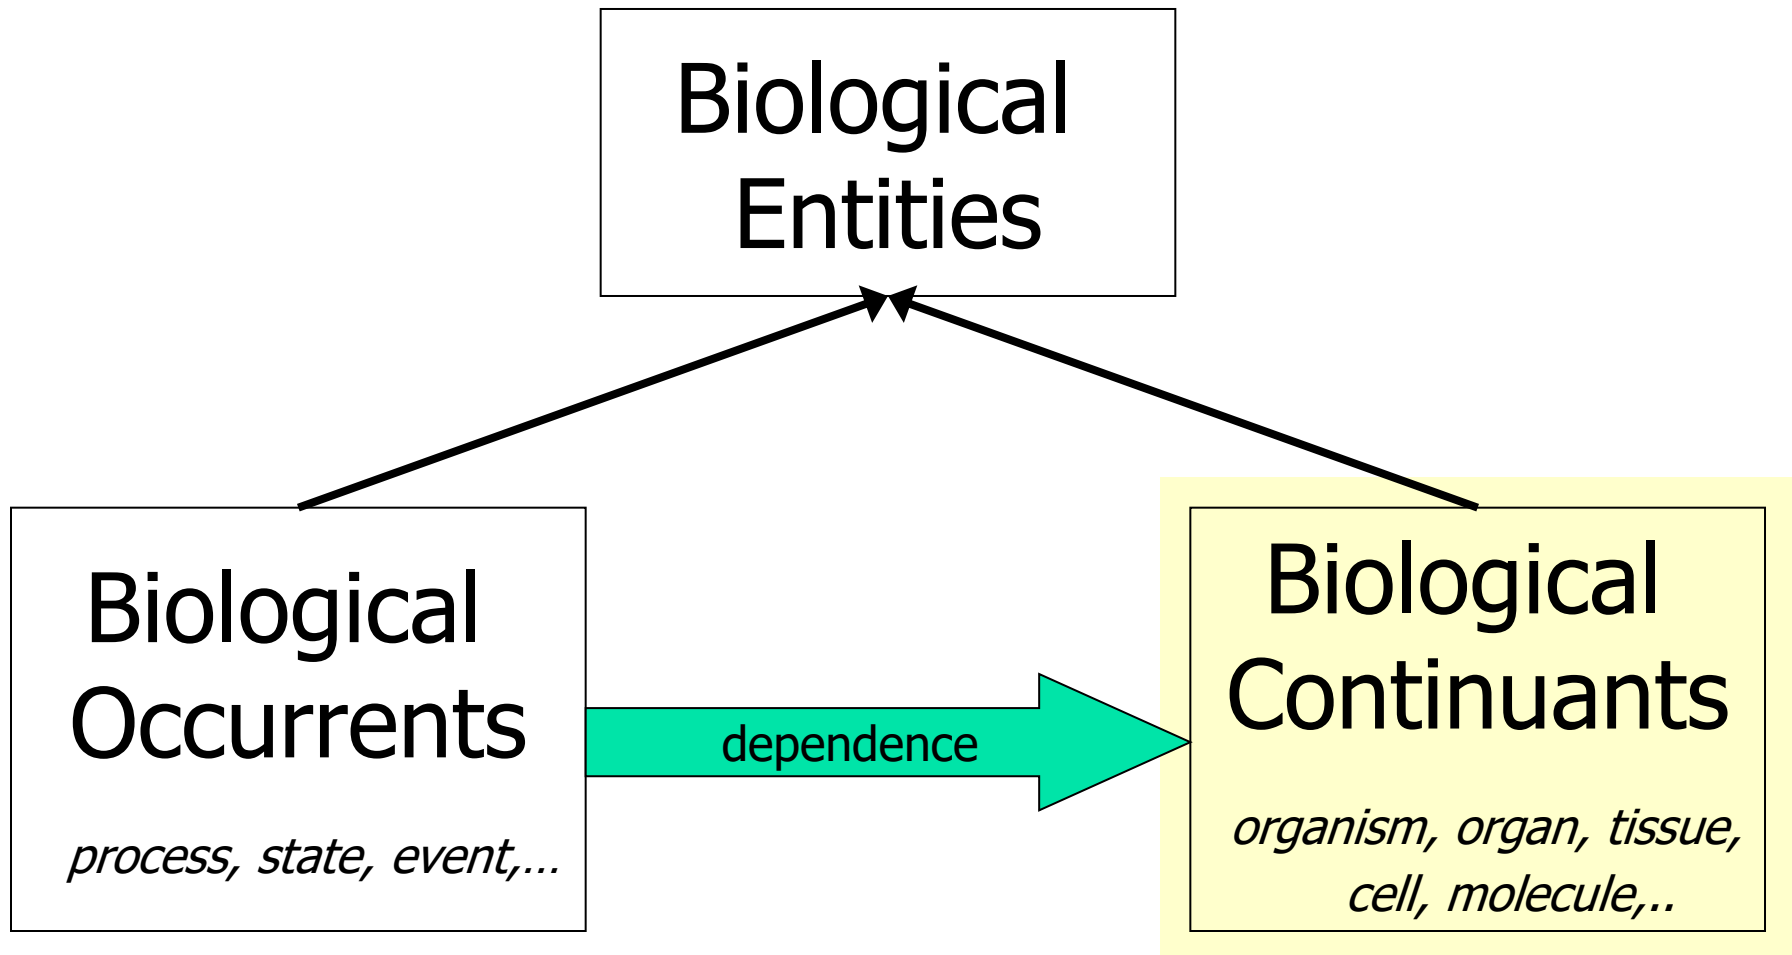 Biological
Entities
Biological
Occurrents
process, state, event,...
dependence
Biological
Continuants
organism, organ, tissue,
cell, molecule,..